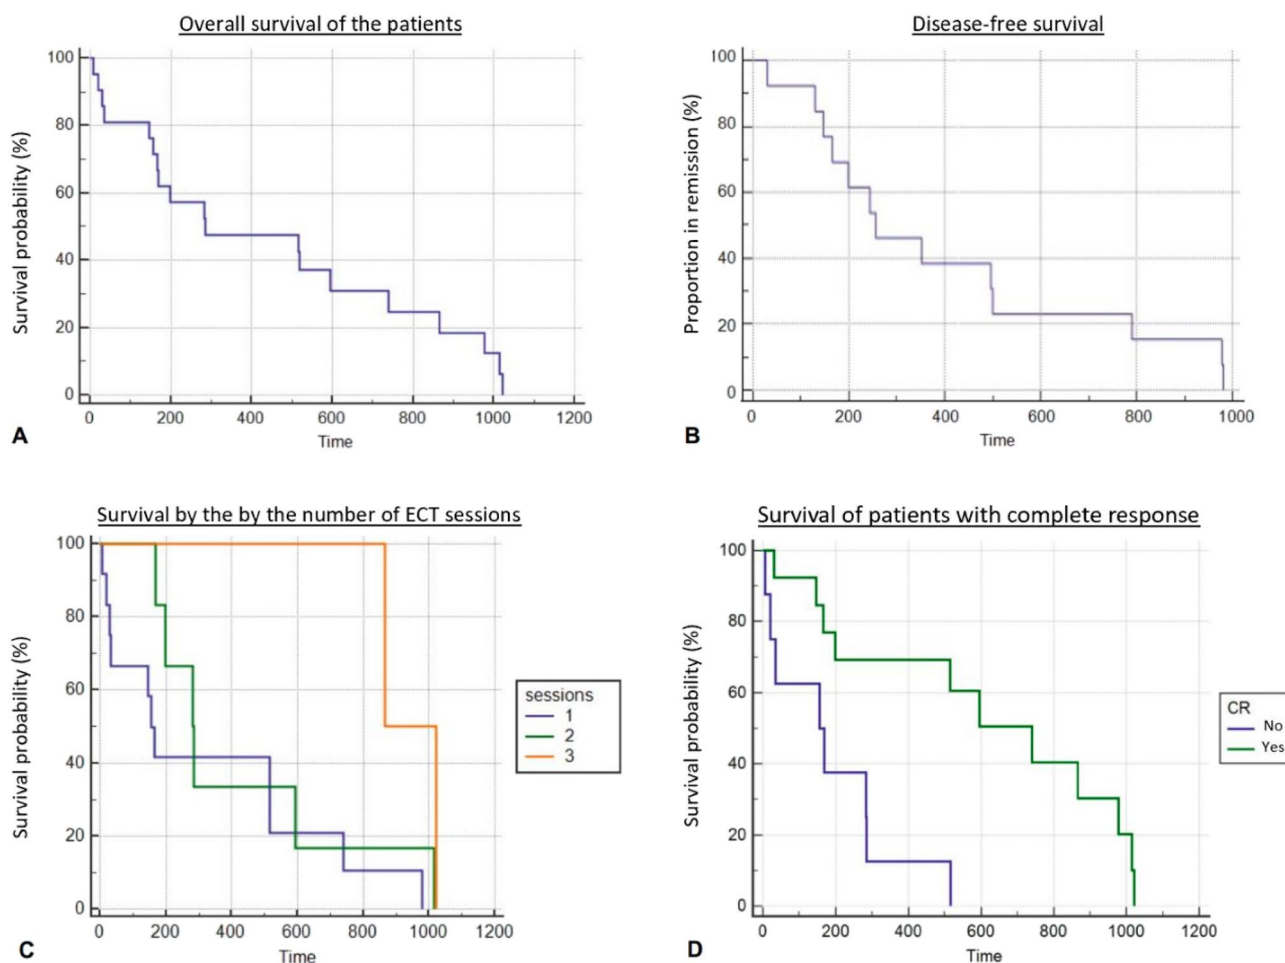 Overall survival of the patients
Survival probability (%)
100
80
60
40
20
0
0 200 400 600 800 1000 1200
Time
A
Disease-free survival
Proportion in remission (%)
100
80
60
40
20
0
0 200 400 600 800 1000
Time
B
Survival by the by the number of ECT sessions
Survival probability (%)
100
80
60
40
20
0
0 200 400 600 800 1000 1200
Time
sessions
1
2
3
C
Survival of patients with complete response
Survival probability (%)
100
80
60
40
20
0
0 200 400 600 800 1000 1200
Time
CR
No
Yes
D